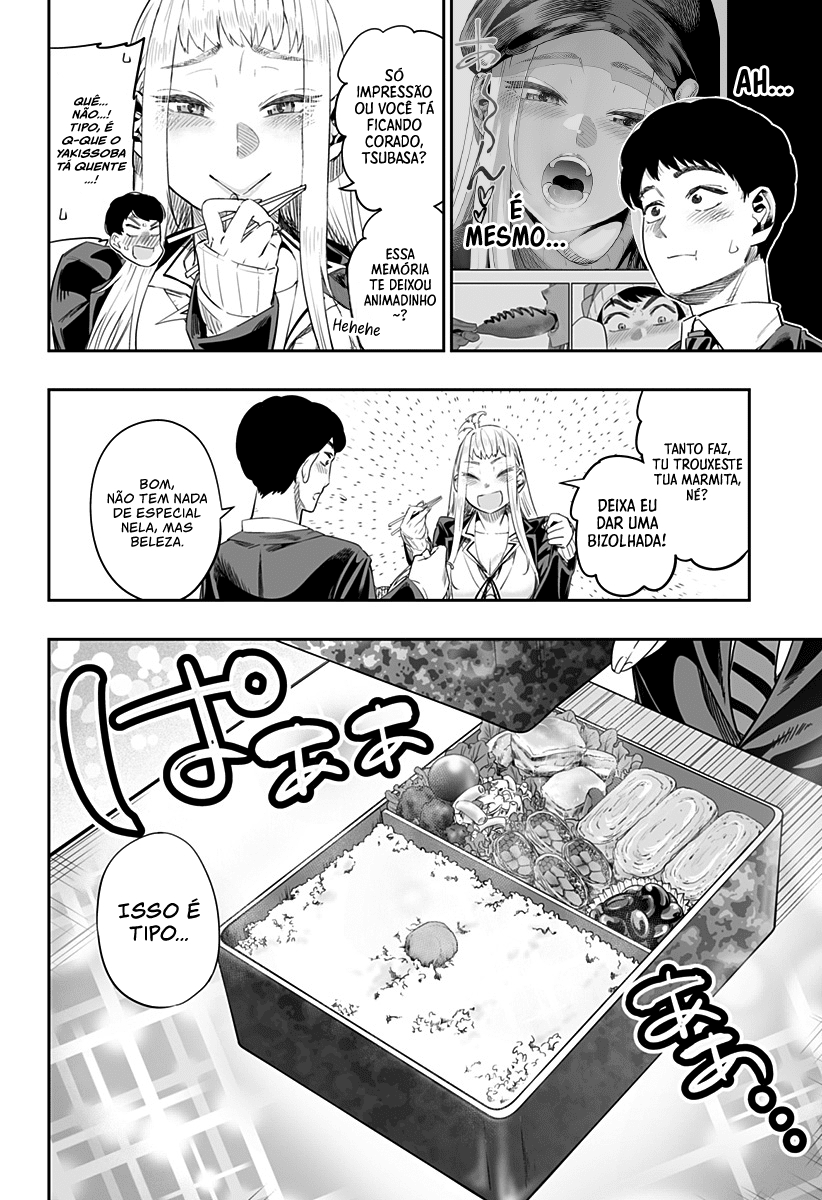 AH...
É
MESMO...
あ
SÓ
IMPRESSÃO
OU VOCÊ TÁ
FICANDO
CORADO,
TSUBASA?
ESSA
MEMÓRIA
TE DEIXOU
ANIMADINHO
~?
Hehehe
QUÊ...
NÃO...!
TIPO, É
Q-QUE O
YAKISSOBA
TÁ QUENTE
...!
TANTO FAZ,
TU TROUXESTE
TUA MARMITA,
NÉ?
DEIXA EU
DAR UMA
BIZOLHADA!
BOM,
NÃO TEM NADA
DE ESPECIAL
NELA, MAS
BELEZA.
ぱぁぁ
ISSO É
TIPO...